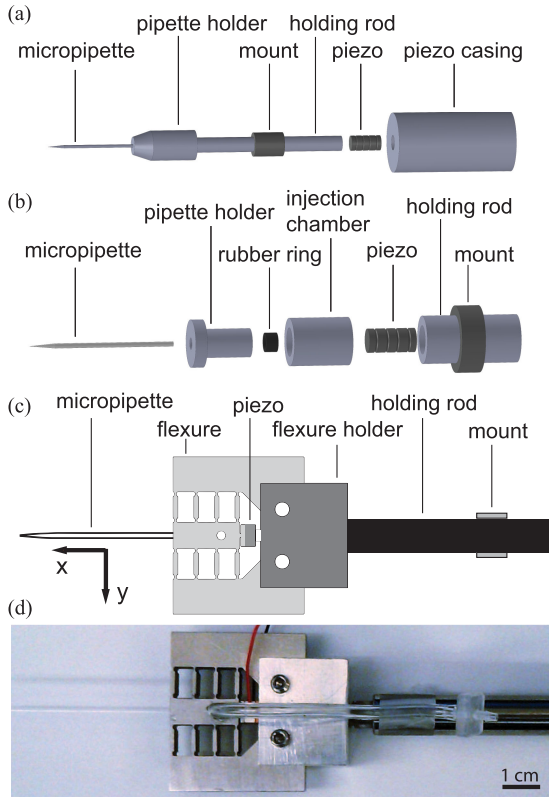 (a)
pipette holder
holding rod
piezo casing
micropipette
mount
piezo
(b)
injection
chamber
holding rod
pipette holder
micropipette
rubber ring
piezo
mount
(c)
micropipette
piezo
holding rod
flexure
flexure holder
mount
x
y
(d)
1 cm